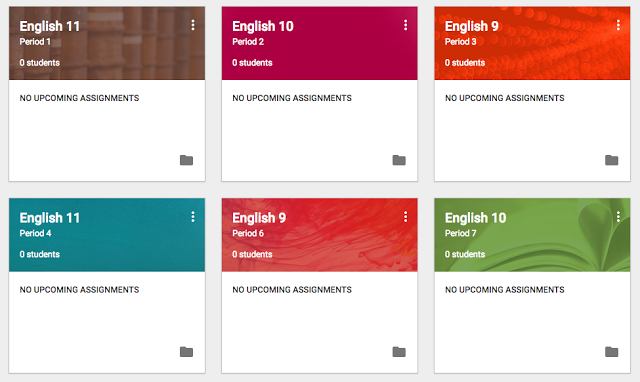 English 11
Period 1
0 students
NO UPCOMING ASSIGNMENTS
English 10
Period 2
0 students
NO UPCOMING ASSIGNMENTS
English 9
Period 3
0 students
NO UPCOMING ASSIGNMENTS
English 11
Period 4
0 students
NO UPCOMING ASSIGNMENTS
English 9
Period 6
0 students
NO UPCOMING ASSIGNMENTS
English 10
Period 7
0 students
NO UPCOMING ASSIGNMENTS